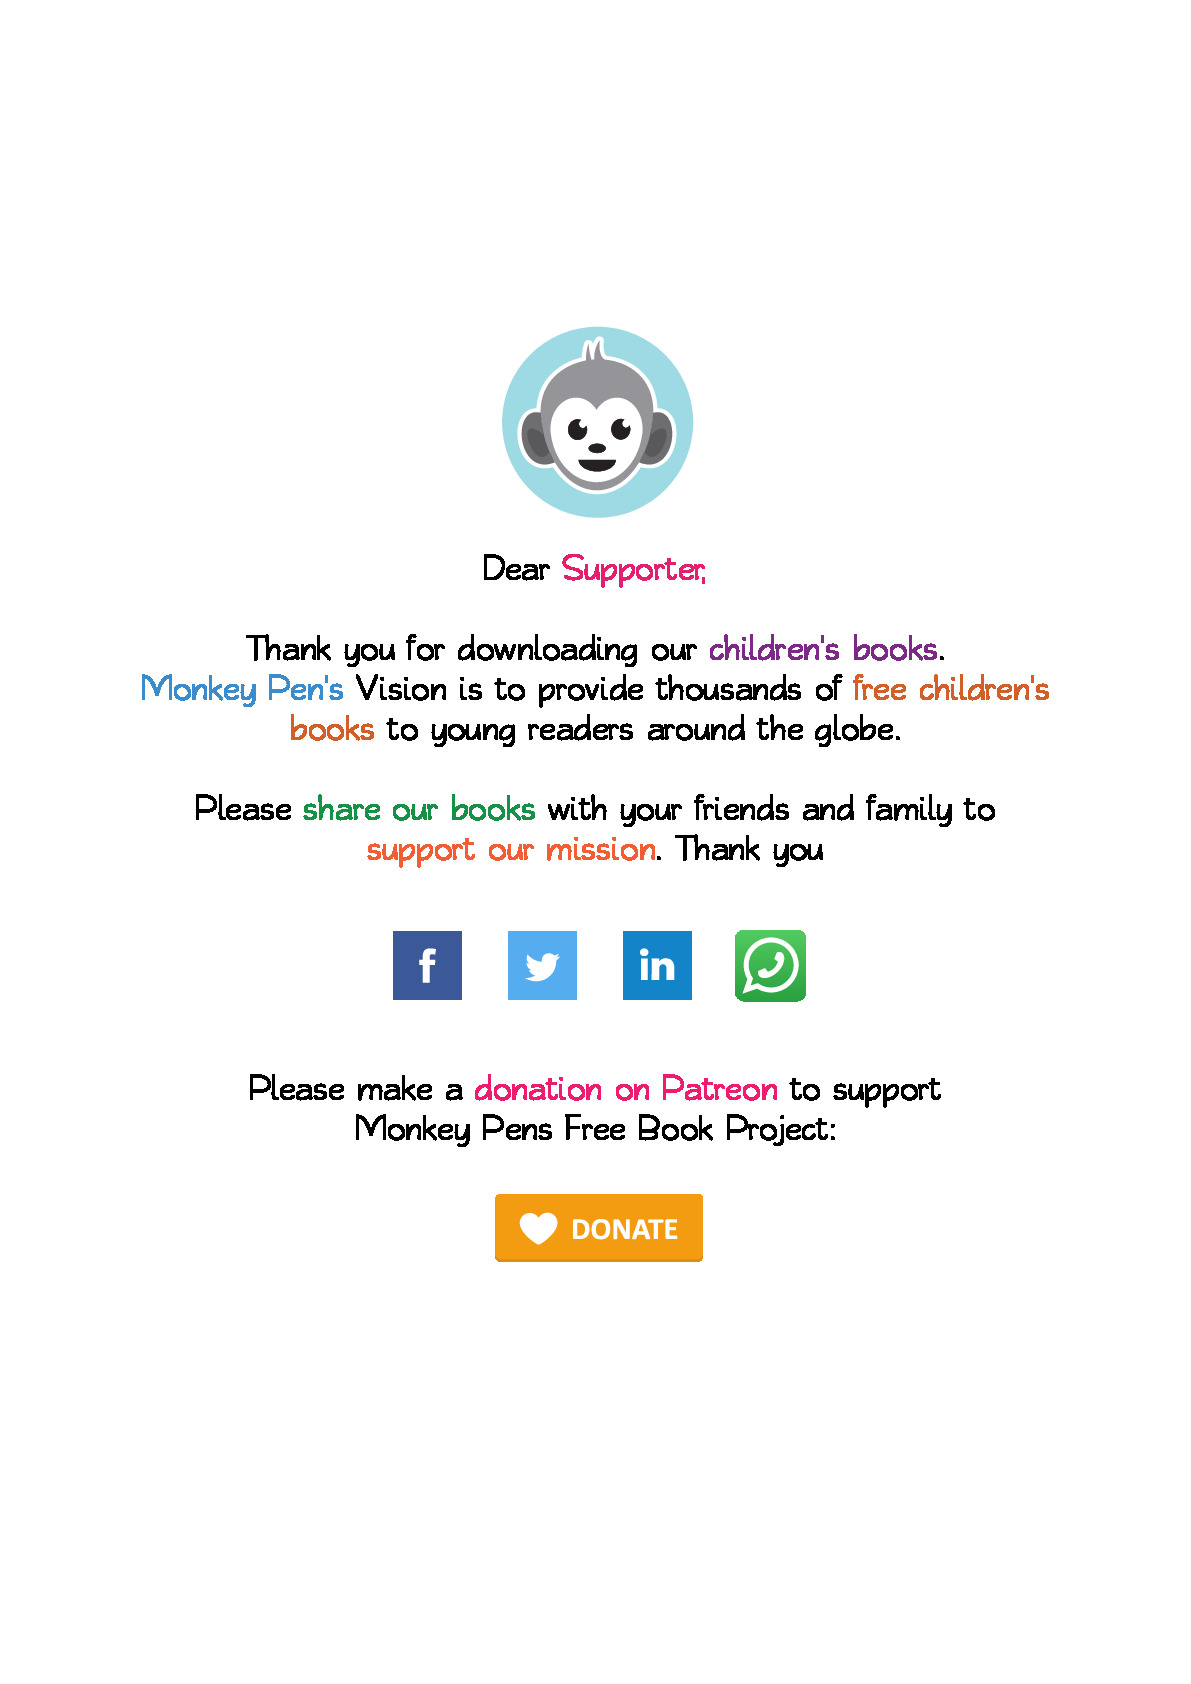 Dear Supporter,
Thank you for downloading our children's books.
Monkey Pen's Vision is to provide thousands of free children's
books to young readers around the globe.
Please share our books with your friends and family to
support our mission. Thank you
f
in
Please make a donation on Patreon to support
Monkey Pens Free Book Project:
DONATE